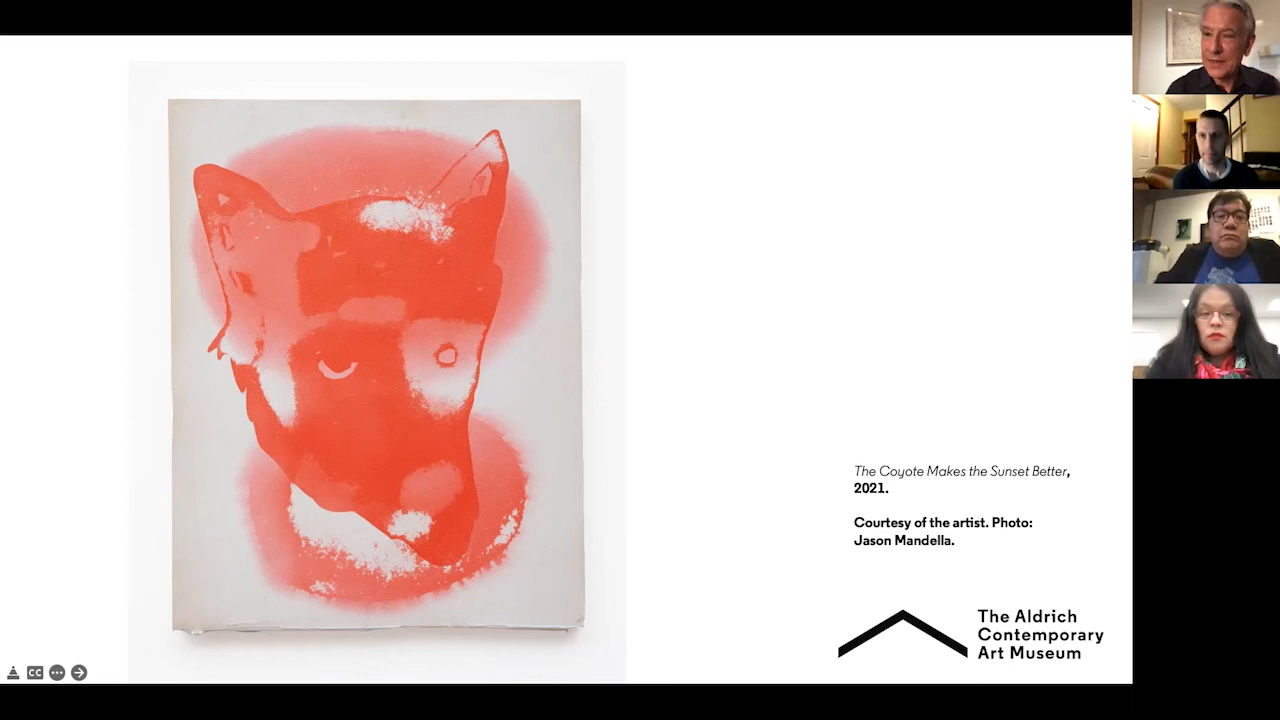 The Coyote Makes the Sunset Better,
2021.
Courtesy of the artist. Photo:
Jason Mandella.
The Aldrich
Contemporary
Art Museum
CC